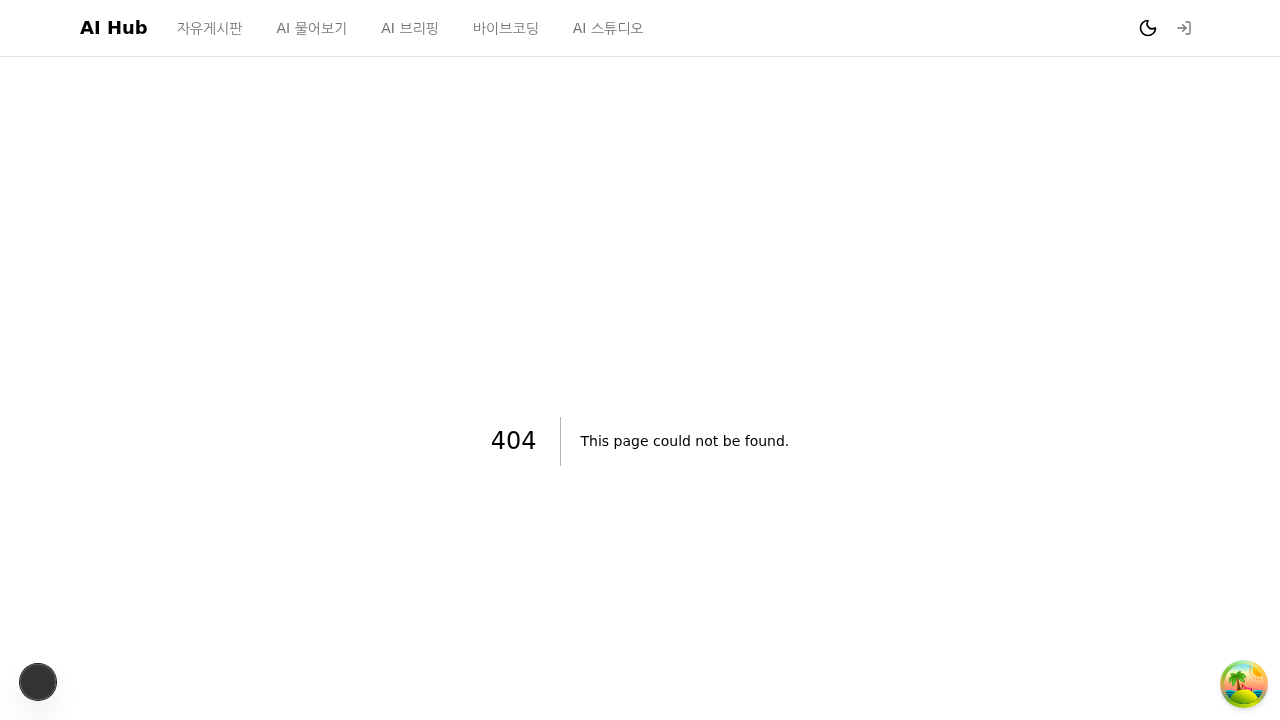 AI Hub
자유게시판
AI 물어보기
AI 브리핑
바이브코딩
AI 스튜디오
404
This page could not be found.